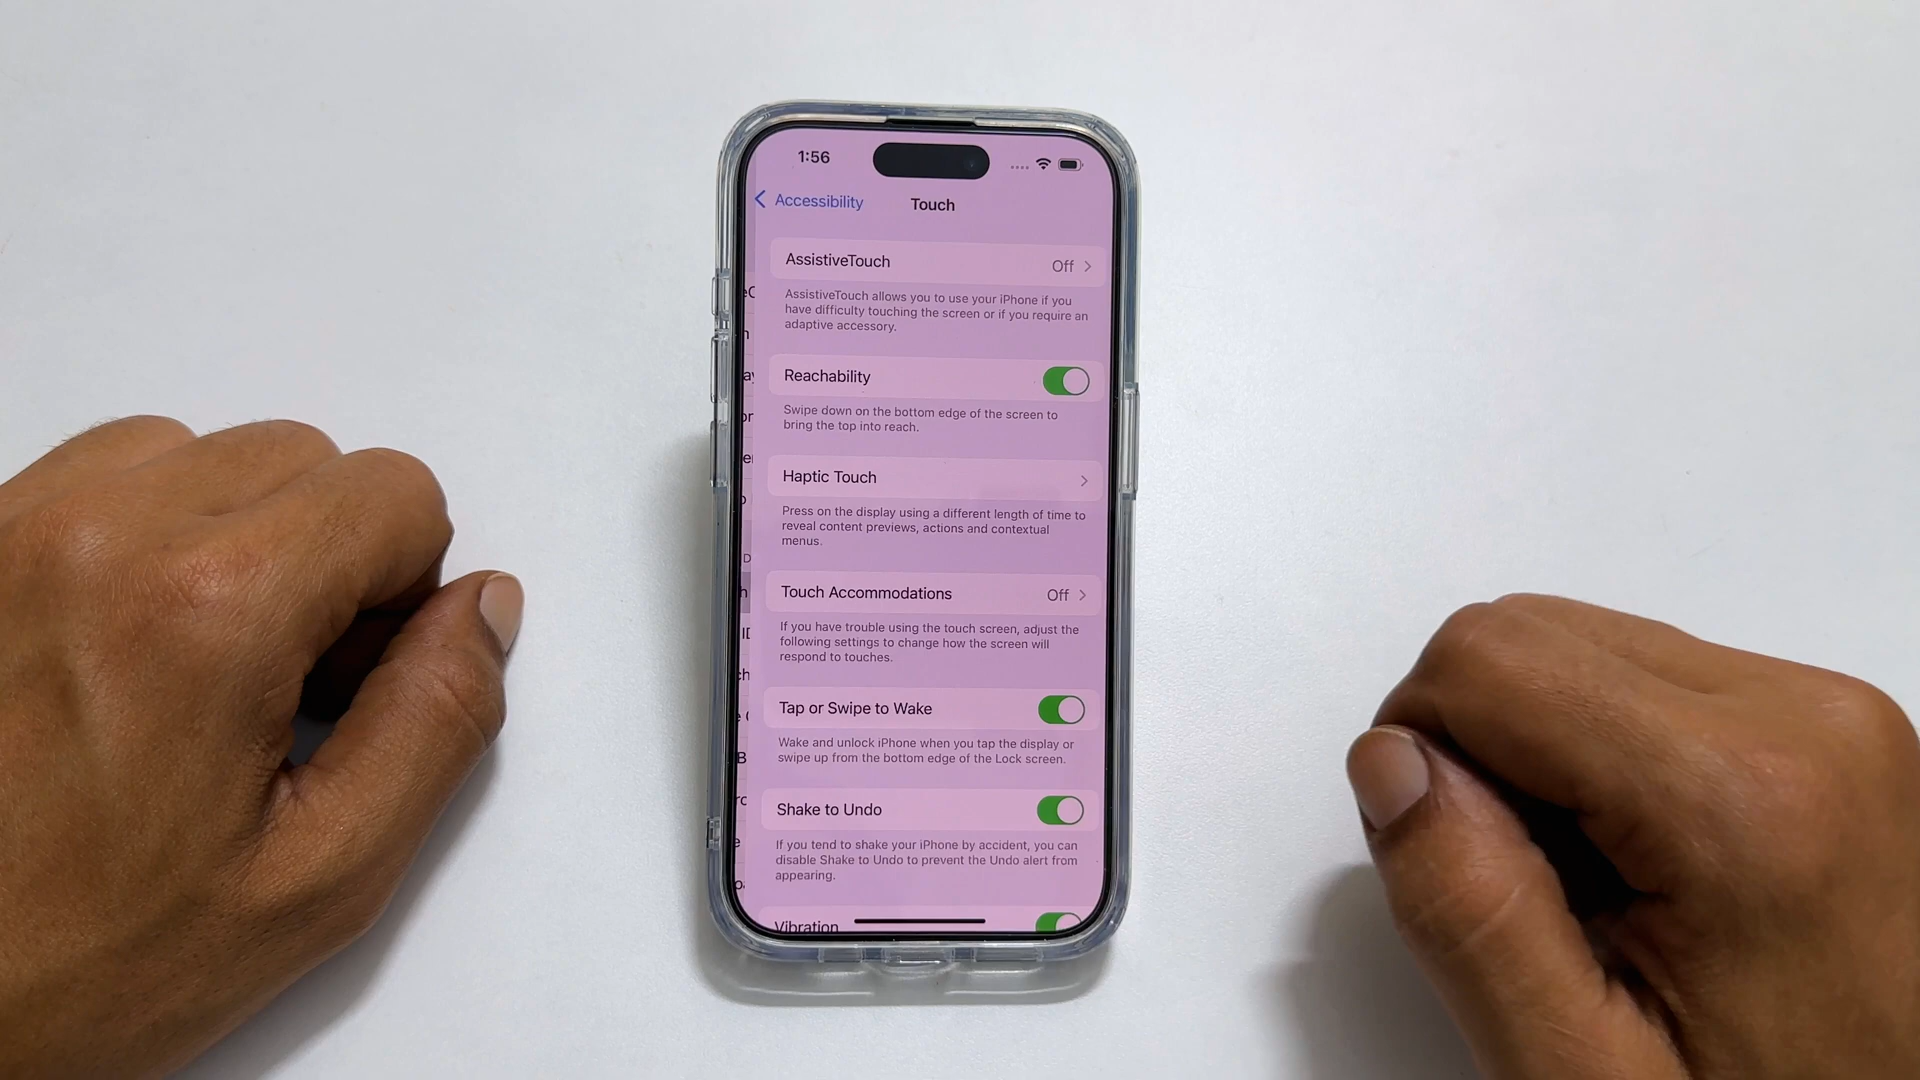 1:56
Accessibility
Touch
AssistiveTouch Off
AssistiveTouch allows you to use your iPhone if you
have difficulty touching the screen or if you require an
adaptive accessory.
Reachability
Swipe down on the bottom edge of the screen to
bring the top into reach.
Haptic Touch
Press on the display using a different length of time to
reveal content previews, actions and contextual
menus.
Touch Accommodations Off
If you have trouble using the touch screen, adjust the
following settings to change how the screen will
respond to touches.
Tap or Swipe to Wake
Wake and unlock iPhone when you tap the display or
swipe up from the bottom edge of the Lock screen.
Shake to Undo
If you tend to shake your iPhone by accident, you can
disable Shake to Undo to prevent the Undo alert from
appearing.
Vibration